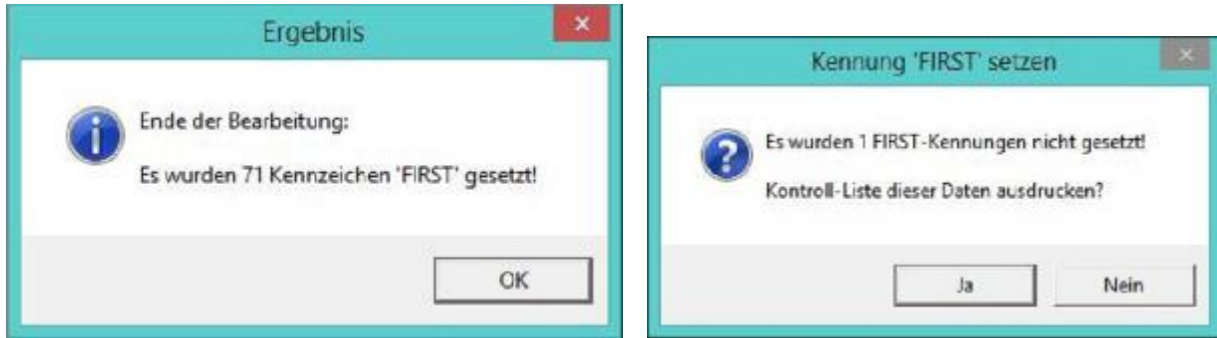 Ergebnis
Ende der Bearbeitung:
Es wurden 71 Kennzeichen 'FIRST' gesetzt!
OK
Kennung 'FIRST' setzen
Es wurden 1 FIRST-Kennungen nicht gesetzt!
Kontroll-Liste dieser Daten ausdrucken?
Ja
Nein